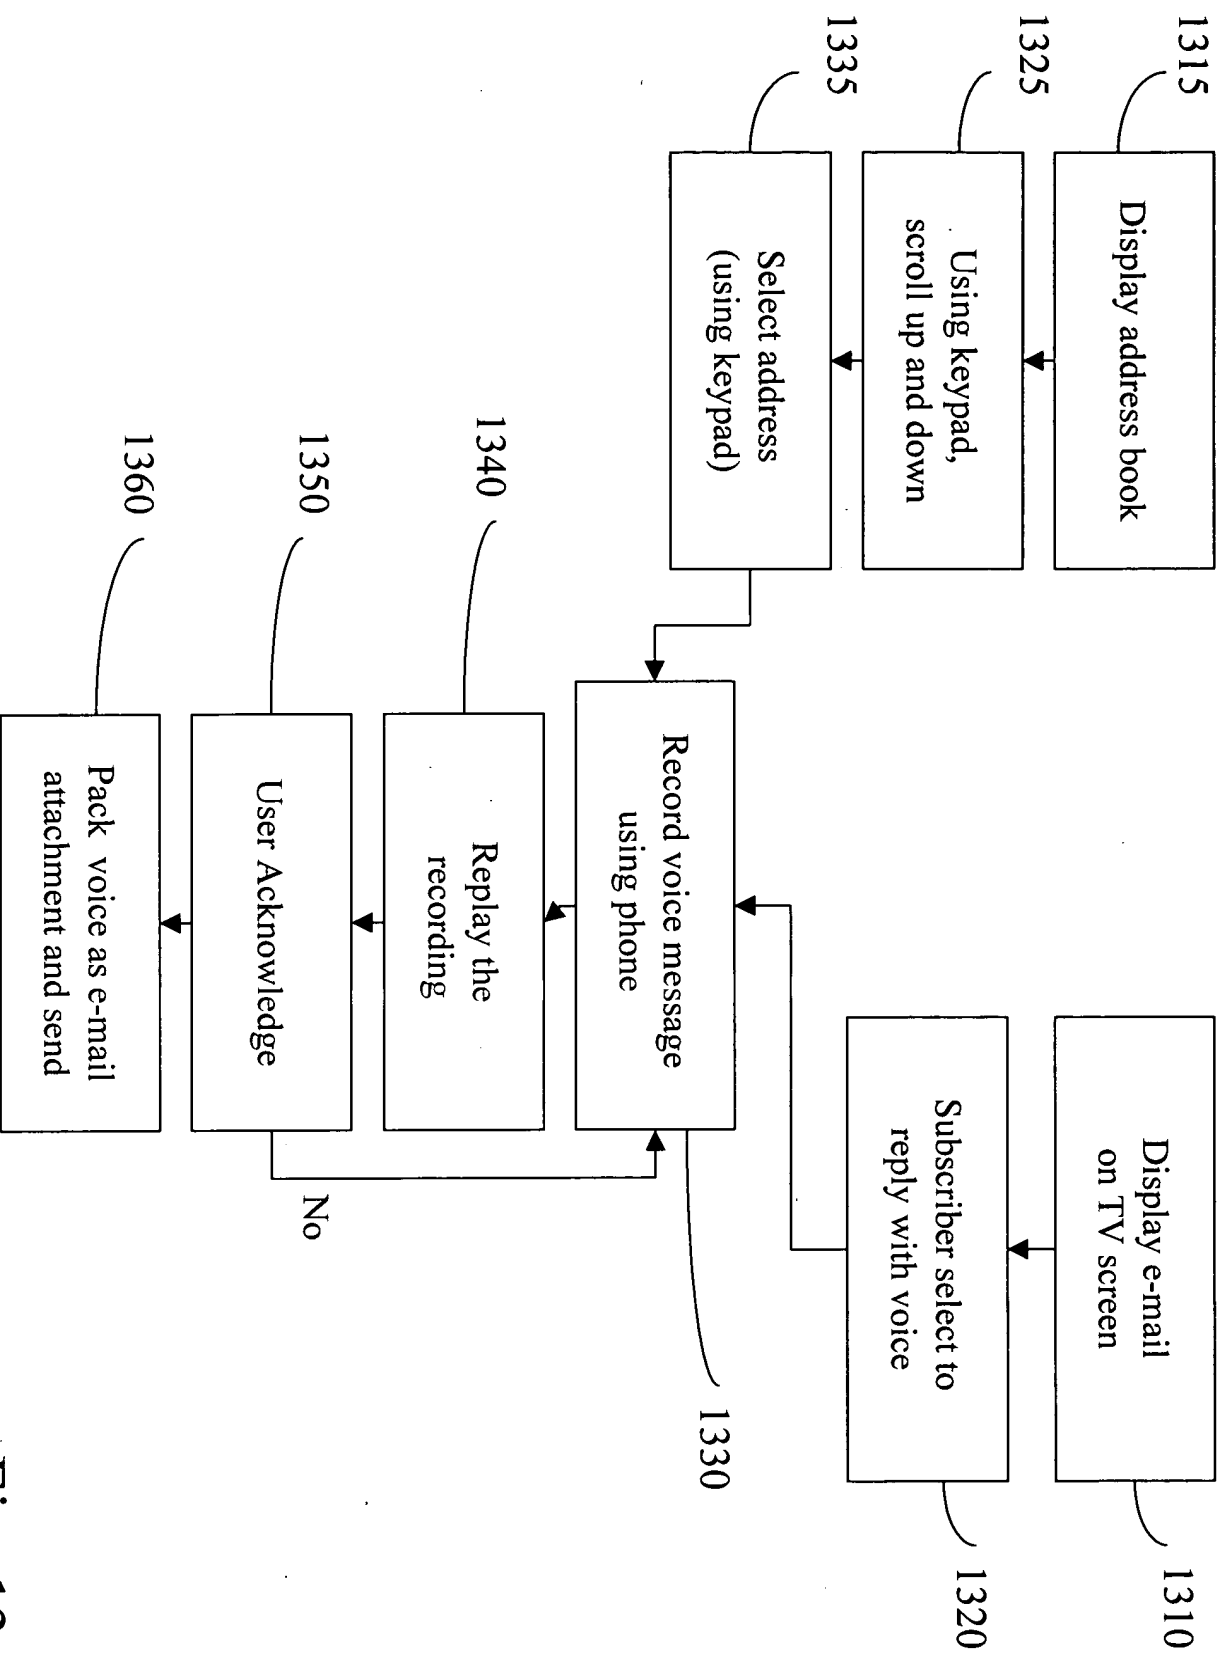 1315
Display address book
1325
Using keypad,
scroll up and down
1335
Select address
(using keypad)
Display e-mail
on TV screen
1310
Subscriber select to
reply with voice
1320
Record voice message
using phone
1330
1340
Replay the
recording
1350
User Acknowledge
No
1360
Pack voice as e-mail
attachment and send